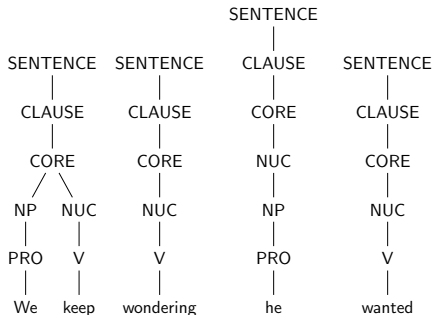 SENTENCE
SENTENCE SENTENCE CLAUSE SENTENCE
CLAUSE CLAUSE CORE CLAUSE
CORE CORE NUC CORE
NP NUC NUC NP NUC
PRO V V PRO V
We keep wondering he wanted